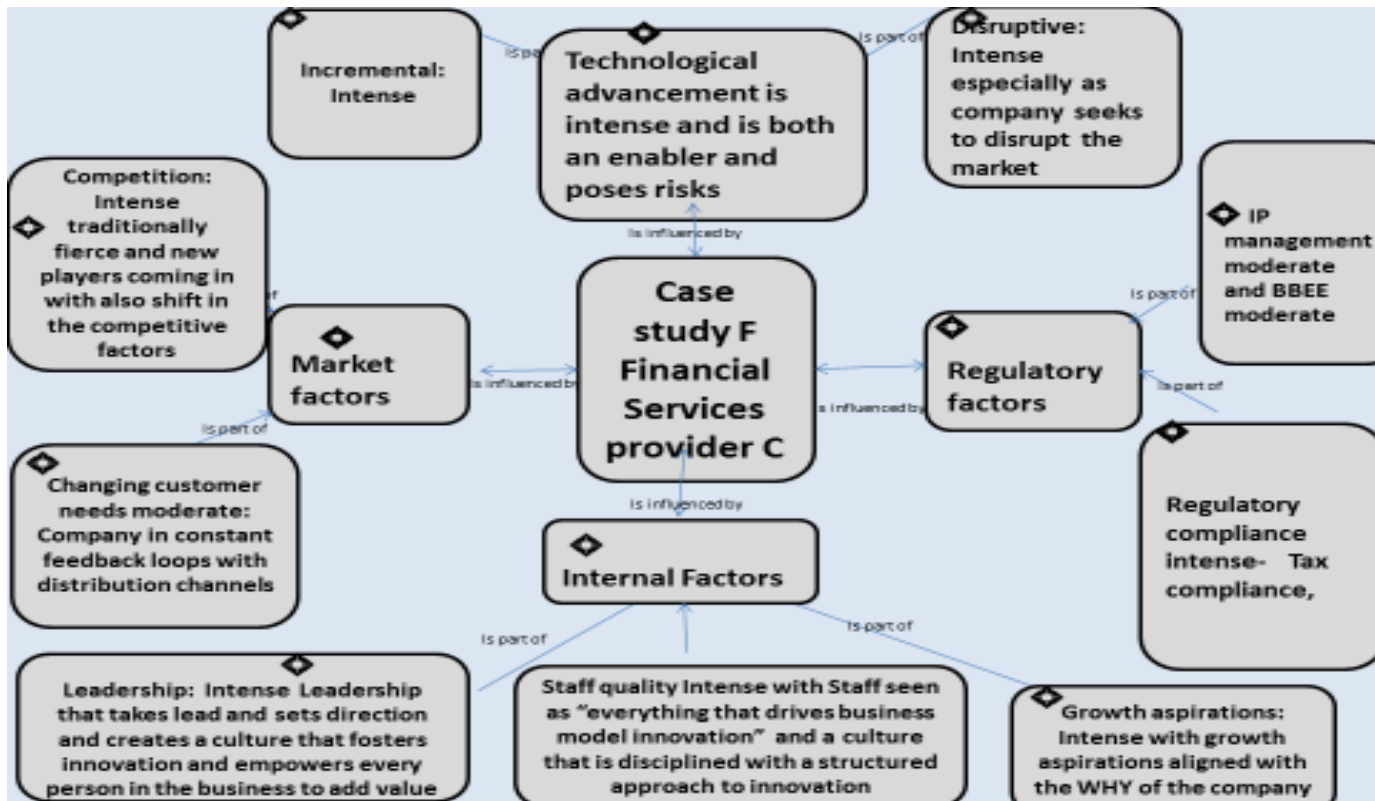 Incremental:
Intense
Is pa
Technological
advancement is
intense and is both
an enabler and
poses risks
Is part of
Disruptive:
Intense
especially as
company seeks
to disrupt the
market
Competition:
Intense
traditionally
fierce and new
players coming in
with also shift in
the competitive
factors
of
Is influenced by
IP
management
moderate
and BBEE
moderate
Is part of
Case
study F
Financial
Services
provider C
Market
factors
Is influenced by
Regulatory
factors
Is influenced by
Is part of
Is part of
Changing customer
needs moderate:
Company in constant
feedback loops with
distribution channels
Is influenced by
Regulatory
compliance
intense- Tax
compliance,
Internal Factors
Is part of
Is part of
Leadership: Intense Leadership
that takes lead and sets direction
and creates a culture that fosters
innovation and empowers every
person in the business to add value
Staff quality Intense with Staff seen
as “everything that drives business
model innovation” and a culture
that is disciplined with a structured
approach to innovation
Growth aspirations:
Intense with growth
aspirations aligned with
the WHY of the company